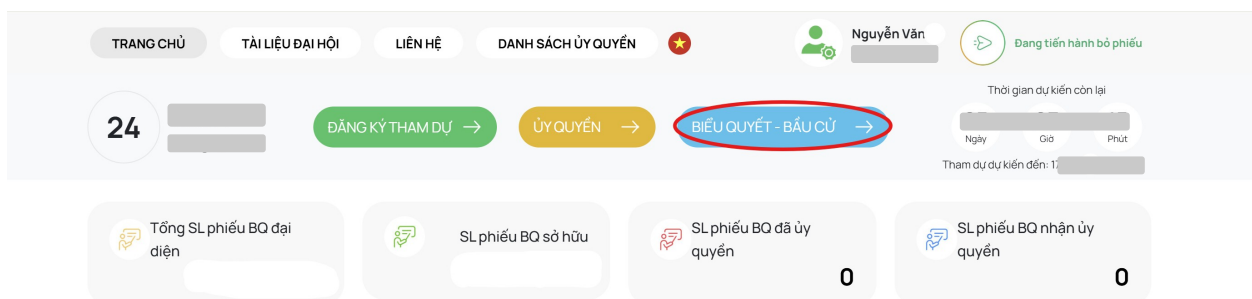 TRANG CHỦ
TÀI LIỆU ĐẠI HỘI
LIÊN HỆ
DANH SÁCH ỦY QUYỀN
Nguyễn Văn
Đang tiến hành bỏ phiếu
24
ĐĂNG KÝ THAM DỰ →
ỦY QUYỀN →
BIỂU QUYẾT - BẦU CỬ →
Thời gian dự kiến còn lại
Ngày
Giờ
Phút
Tham dự dự kiến đến: 17
Tổng SL phiếu BQ đại
diện
SL phiếu BQ sở hữu
SL phiếu BQ đã ủy
quyền
0
SL phiếu BQ nhận ủy
quyền
0